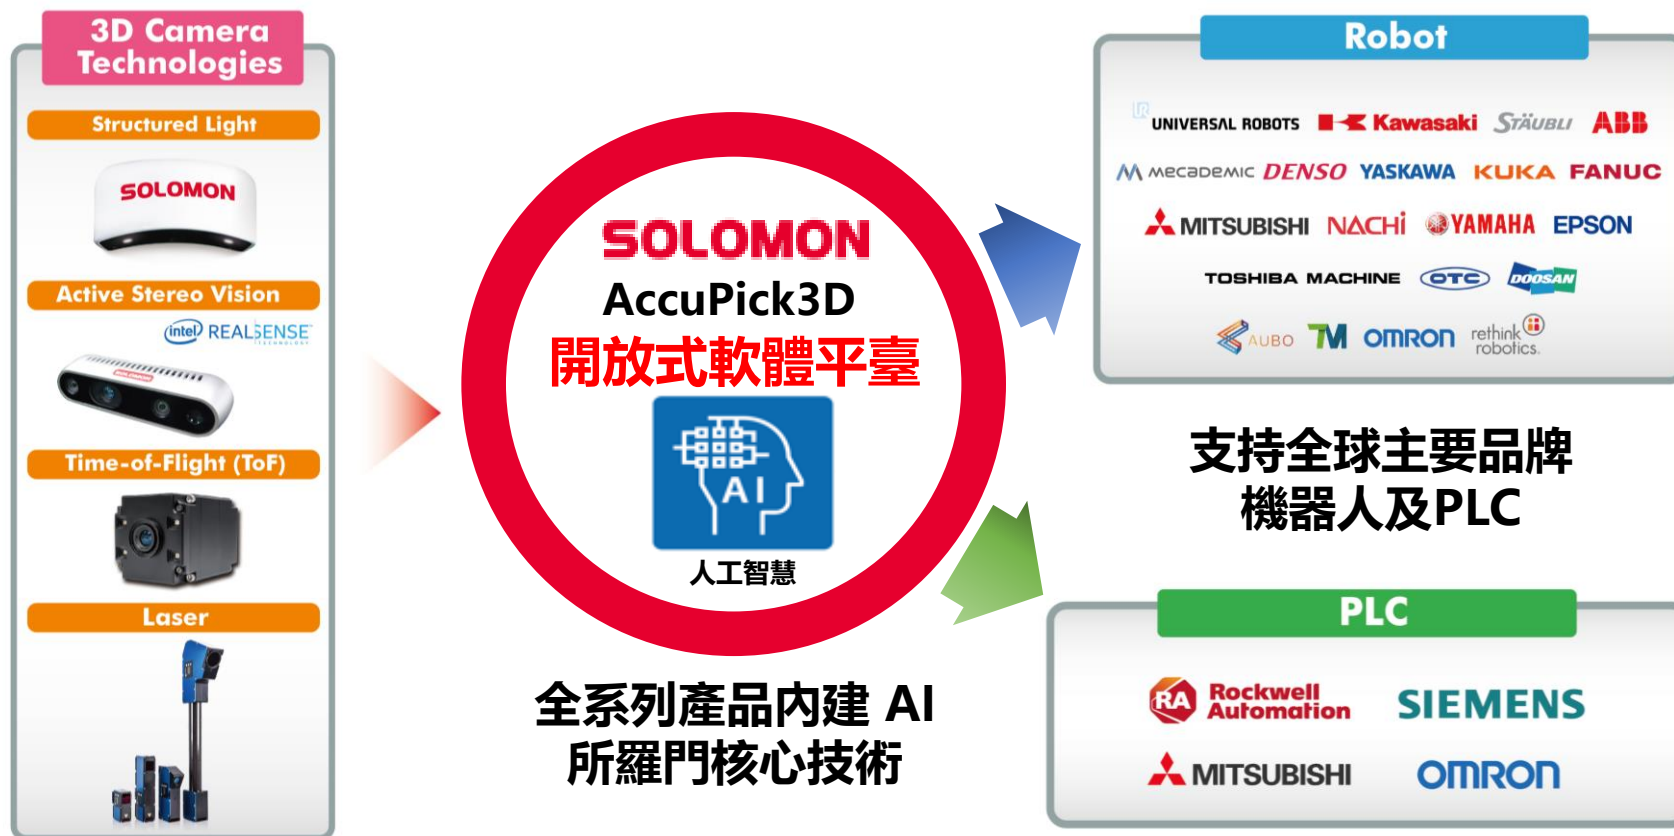 3D Camera
Technologies
Structured Light
SOLOMON
Active Stereo Vision
intel REALSENSE
TECHNOLOGY
SOLOMON
Time-of-Flight (ToF)
Laser
SOLOMON
AccuPick3D
開放式軟體平臺
AI
人工智慧
全系列產品內建 AI
所羅門核心技術
Robot
UR
UNIVERSAL ROBOTS Kawasaki STÄUBLI ABB
mecademic DENSO YASKAWA KUKA FANUC
MITSUBISHI NACHi YAMAHA EPSON
TOSHIBA MACHINE OTC DOOSAN
AUBO TM OMRON rethink
robotics.
支持全球主要品牌
機器人及PLC
PLC
RA Rockwell
Automation SIEMENS
MITSUBISHI OMRON